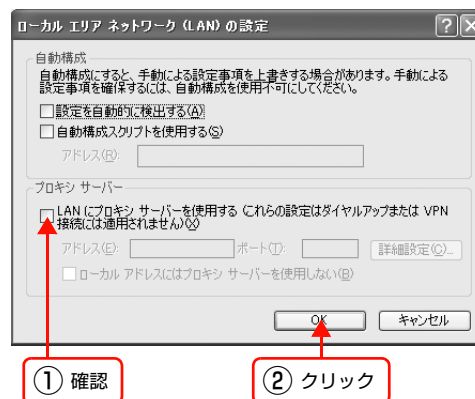 ローカル エリア ネットワーク (LAN) の設定
自動構成
自動構成にすると、手動による設定事項を上書きする場合があります。手動による
設定事項を確保するには、自動構成を使用不可にしてください。
設定を自動的に検出する(A)
自動構成スクリプトを使用する(S)
アドレス(R):
プロキシ サーバー
LAN にプロキシ サーバーを使用する (これらの設定はダイヤルアップまたは VPN
接続には適用されません)(X)
アドレス(E): ポート(T): 詳細設定(C)...
ローカル アドレスにはプロキシ サーバーを使用しない(B)
OK キャンセル
① 確認 ② クリック